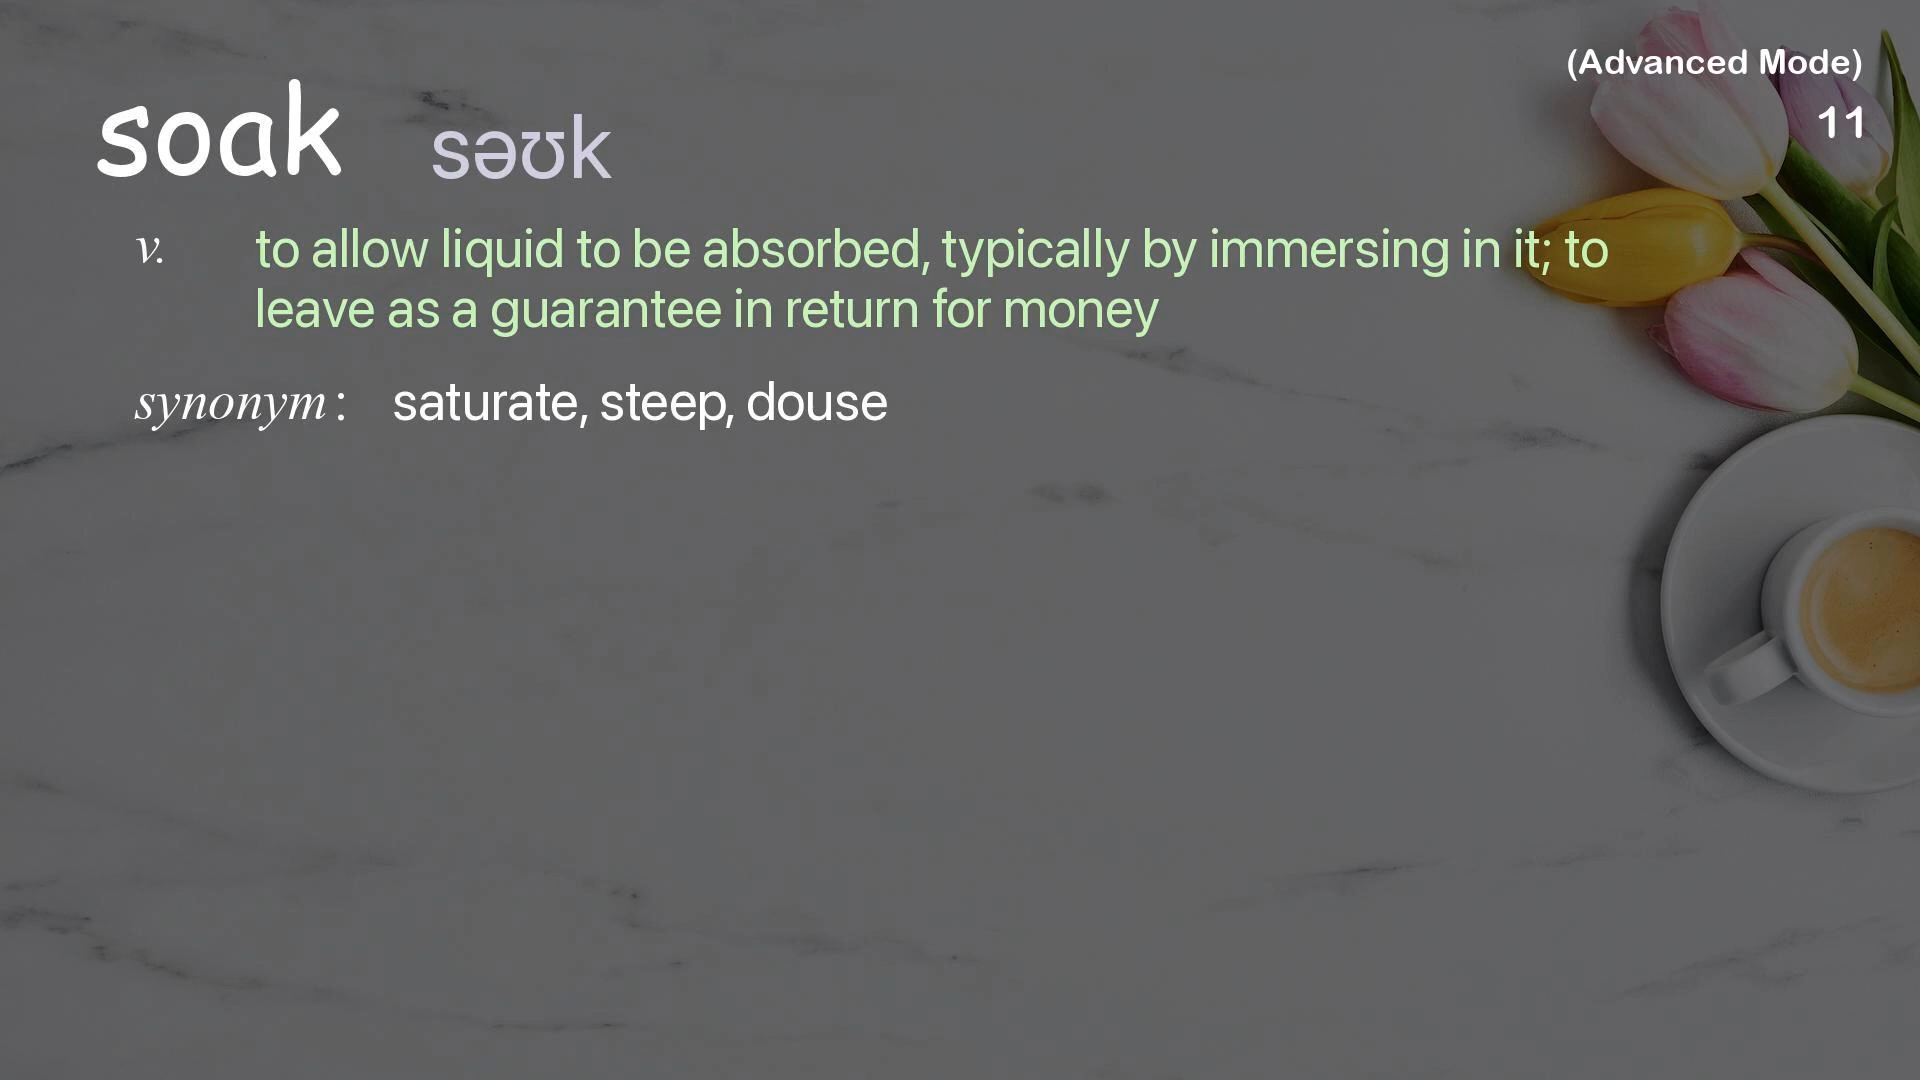 (Advanced Mode)
11
soak səʊk
v. to allow liquid to be absorbed, typically by immersing in it; to
leave as a guarantee in return for money
synonym: saturate, steep, douse